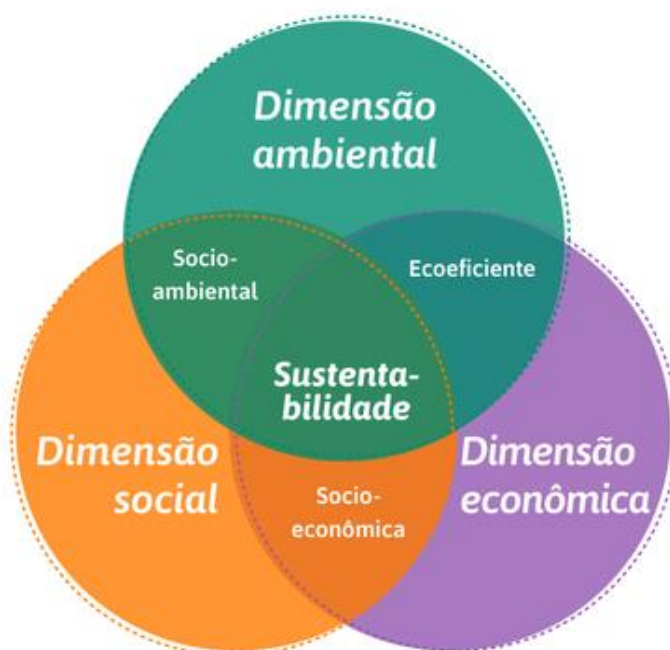 Dimensão
ambiental
Socio-
ambiental
Ecoeficiente
Sustenta-
bilidade
Dimensão
social
Dimensão
econômica
Socio-
econômica